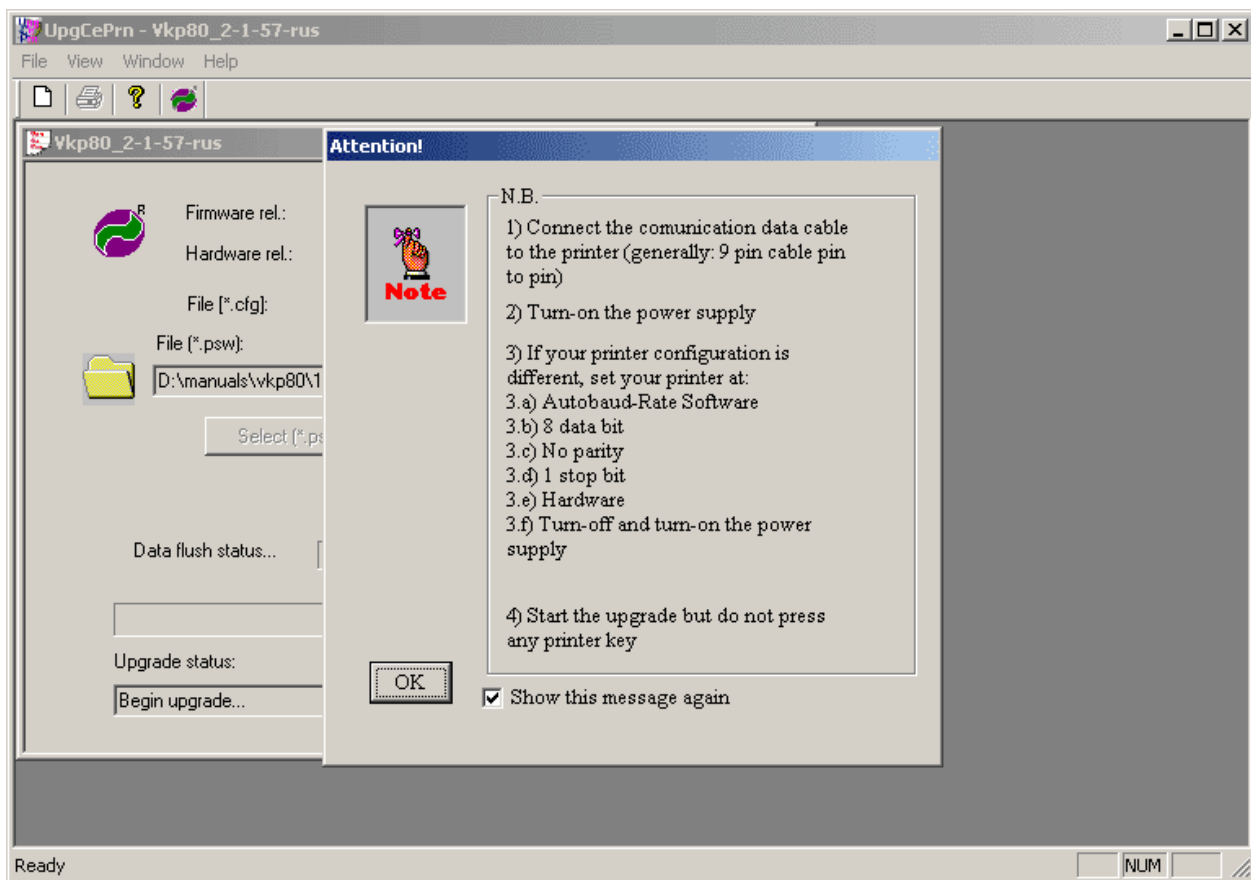 UpgCePrn - Vkp80_2-1-57-rus
File View Window Help
Vkp80_2-1-57-rus
R
Firmware rel.:
Hardware rel.:
File [*.cfg]:
File (*.psw):
D:\manuals\vkp80\1
Select (*.ps
Data flush status...
Upgrade status:
Begin upgrade...
Attention!
Note
N.B.
1) Connect the comunication data cable
to the printer (generally: 9 pin cable pin
to pin)
2) Turn-on the power supply
3) If your printer configuration is
different, set your printer at:
3.a) Autobaud-Rate Software
3.b) 8 data bit
3.c) No parity
3.d) 1 stop bit
3.e) Hardware
3.f) Turn-off and turn-on the power
supply
4) Start the upgrade but do not press
any printer key
OK
Show this message again
Ready
NUM